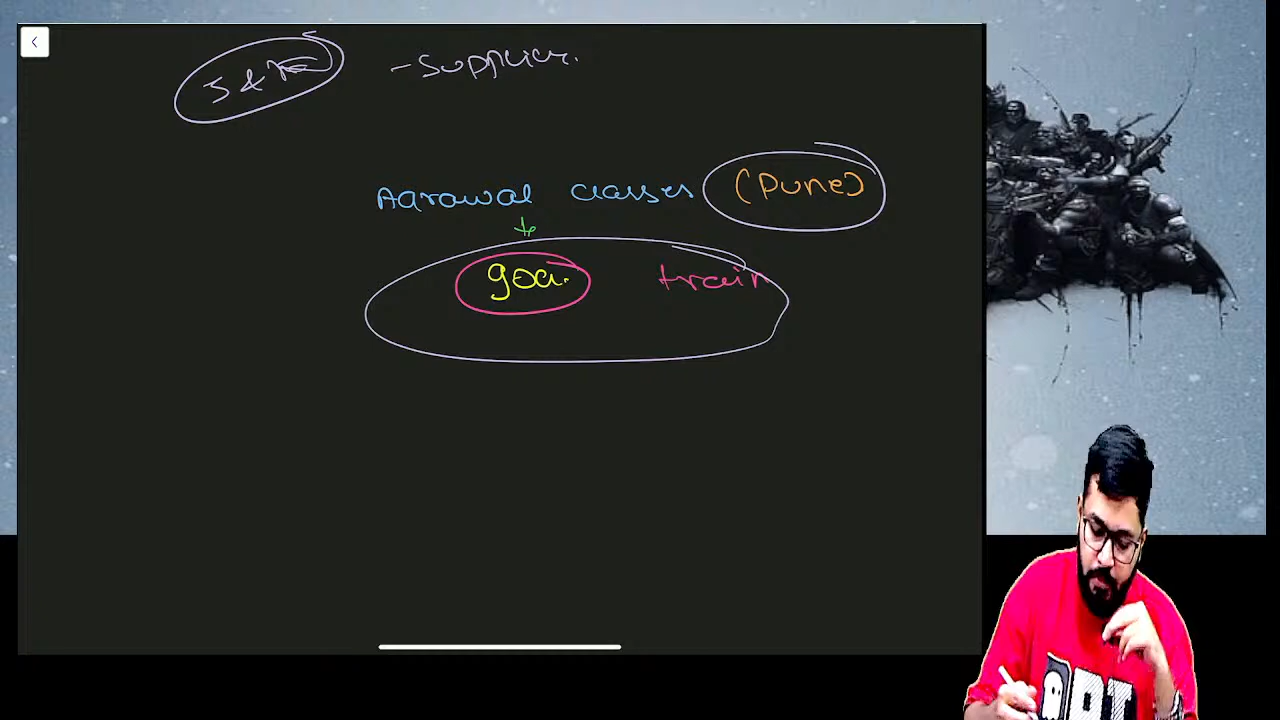 - Supplier.
Agrawal classes (Pune)
goa. train